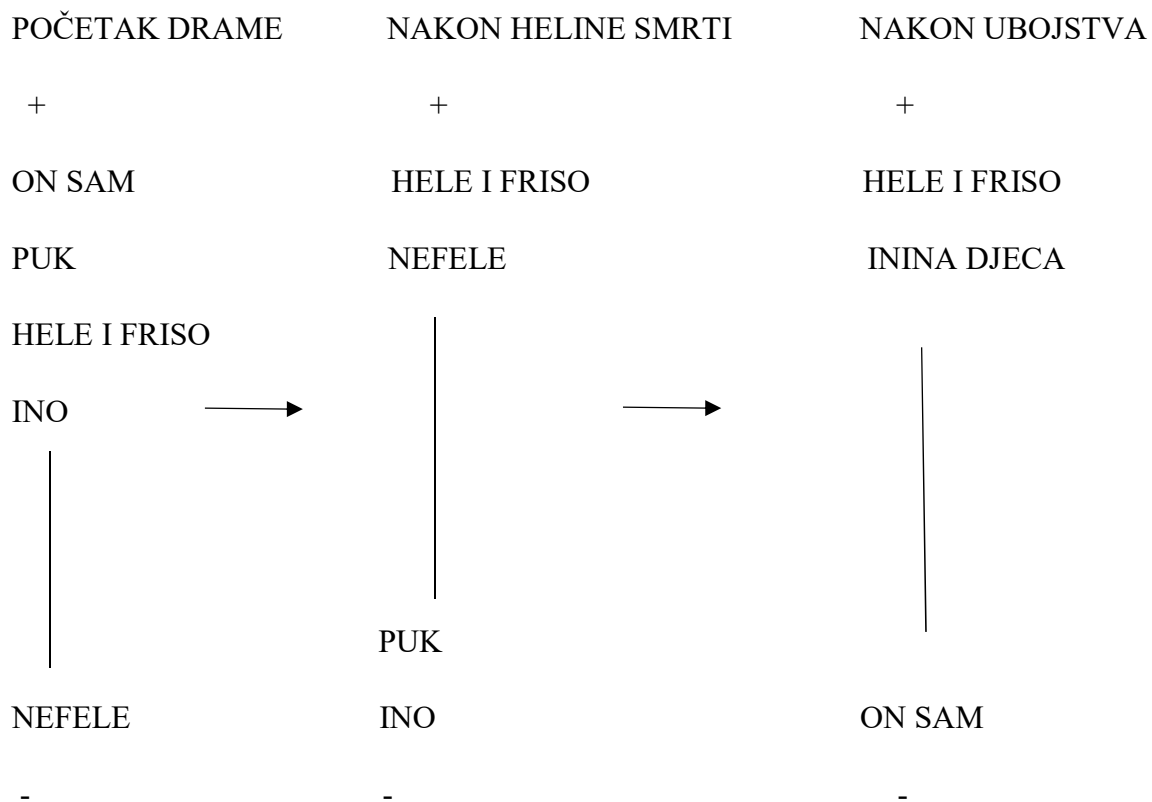 POČETAK DRAME NAKON HELINE SMRTI NAKON UBOJSTVA
+ + +
ON SAM HELE I FRISO HELE I FRISO
PUK NEFELE ININA DJECA
HELE I FRISO
INO
PUK
NEFELE INO ON SAM
- - -